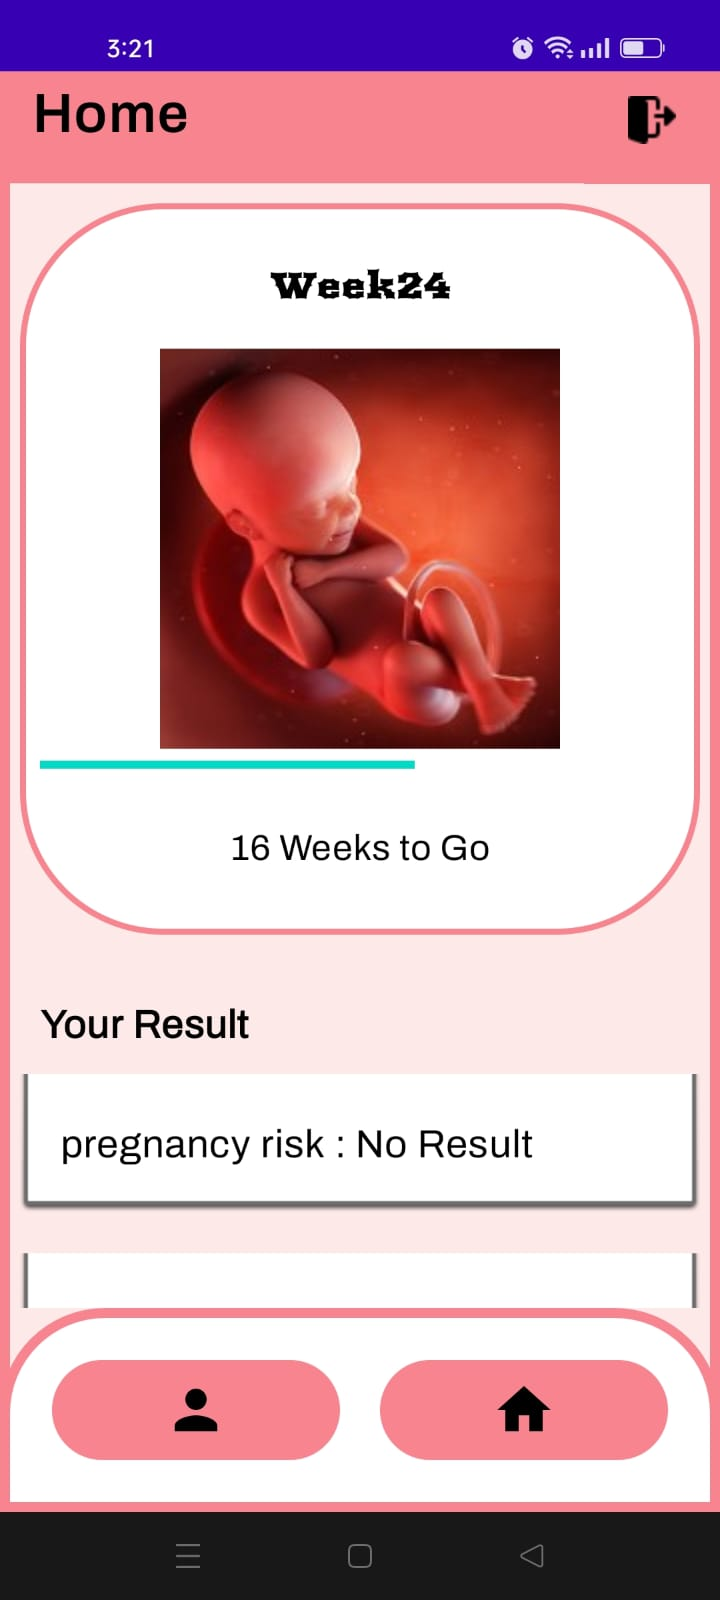 3:21
Home
Week24
16 Weeks to Go
Your Result
pregnancy risk : No Result